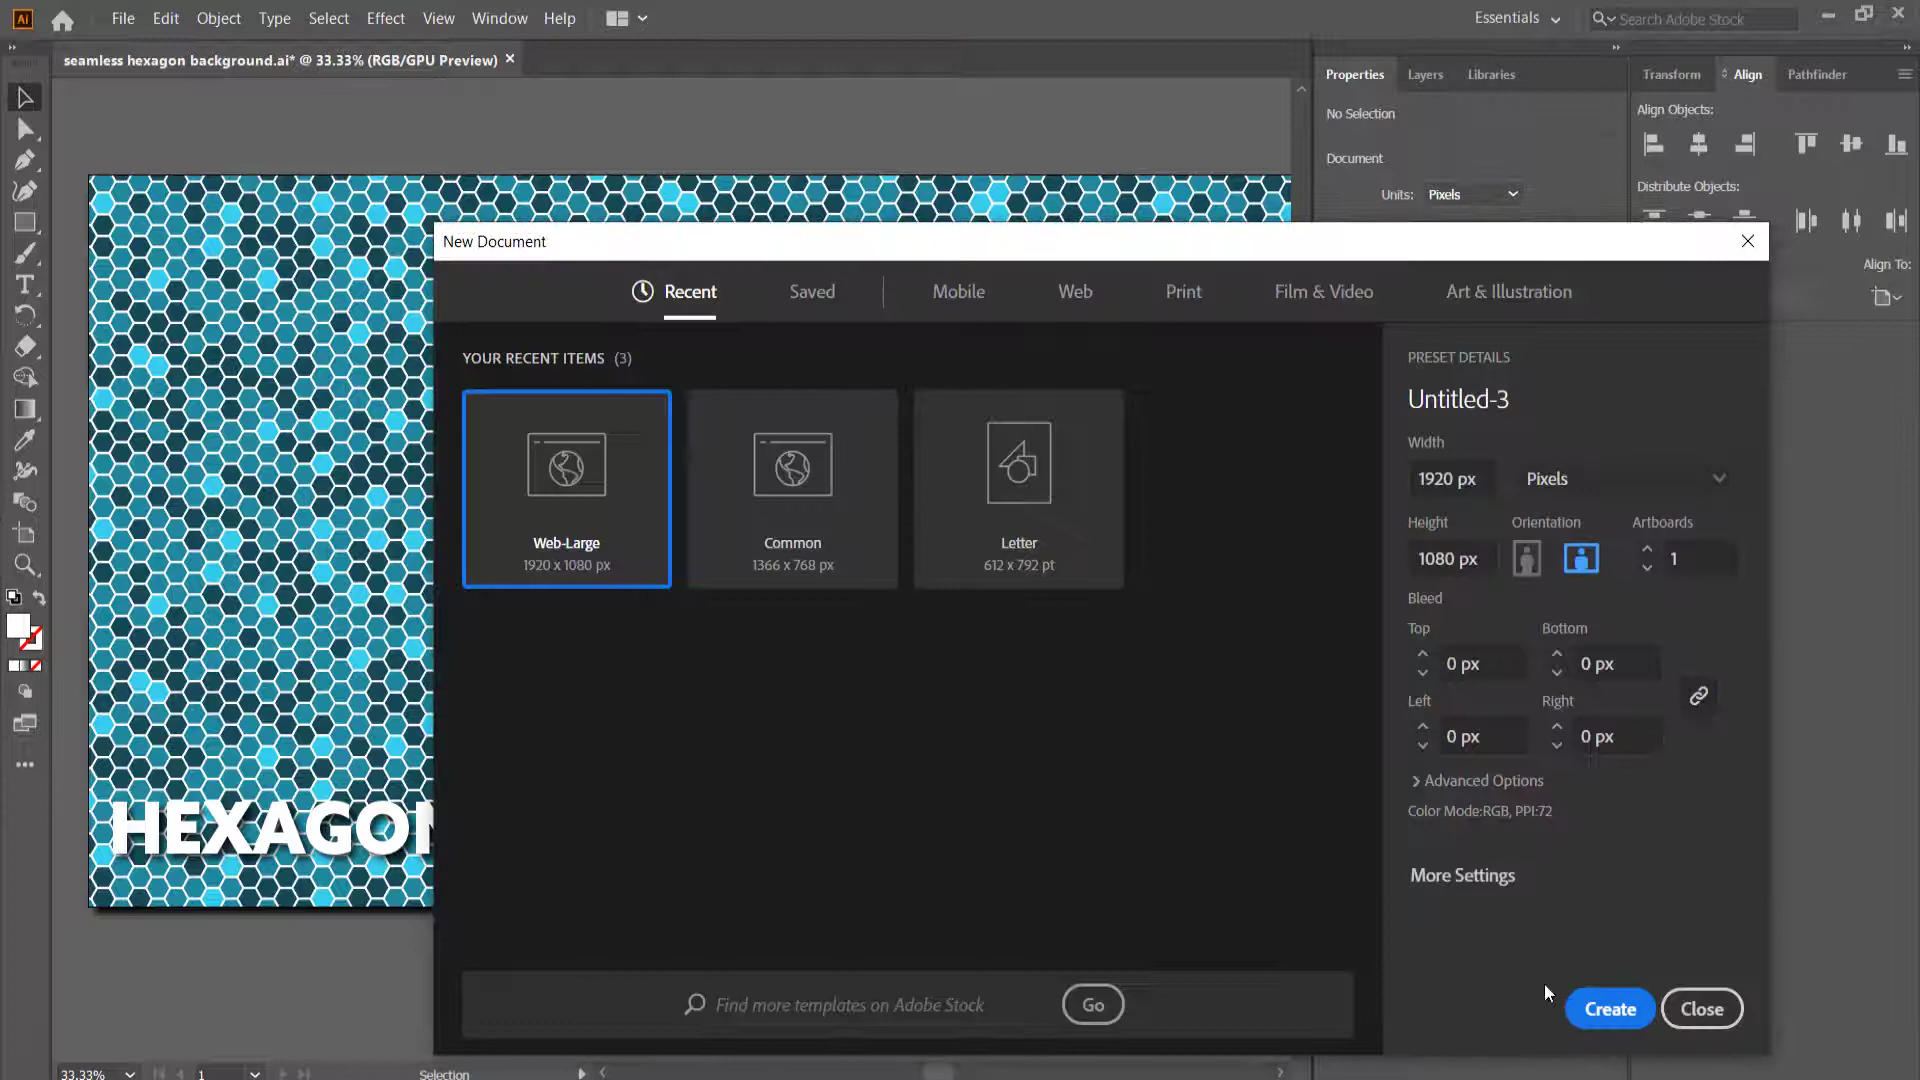 Ai File Edit Object Type Select Effect View Window Help Essentials Search Adobe Stock
seamless hexagon background.ai* @ 33.33% (RGB/GPU Preview) ×
Properties Layers Libraries
Transform Align Pathfinder
No Selection
Align Objects:
Document
Units: Pixels
Distribute Objects:
Align To:
New Document
Recent Saved Mobile Web Print Film & Video Art & Illustration
YOUR RECENT ITEMS (3)
Web-Large
1920 x 1080 px
Common
1366 x 768 px
Letter
612 x 792 pt
PRESET DETAILS
Untitled-3
Width
1920 px Pixels
Height Orientation Artboards
1080 px 1
Bleed
Top Bottom
0 px 0 px
Left Right
0 px 0 px
Advanced Options
Color Mode:RGB, PPI:72
More Settings
Find more templates on Adobe Stock Go
Create Close
HEXAGON
33.33% 1 Selection